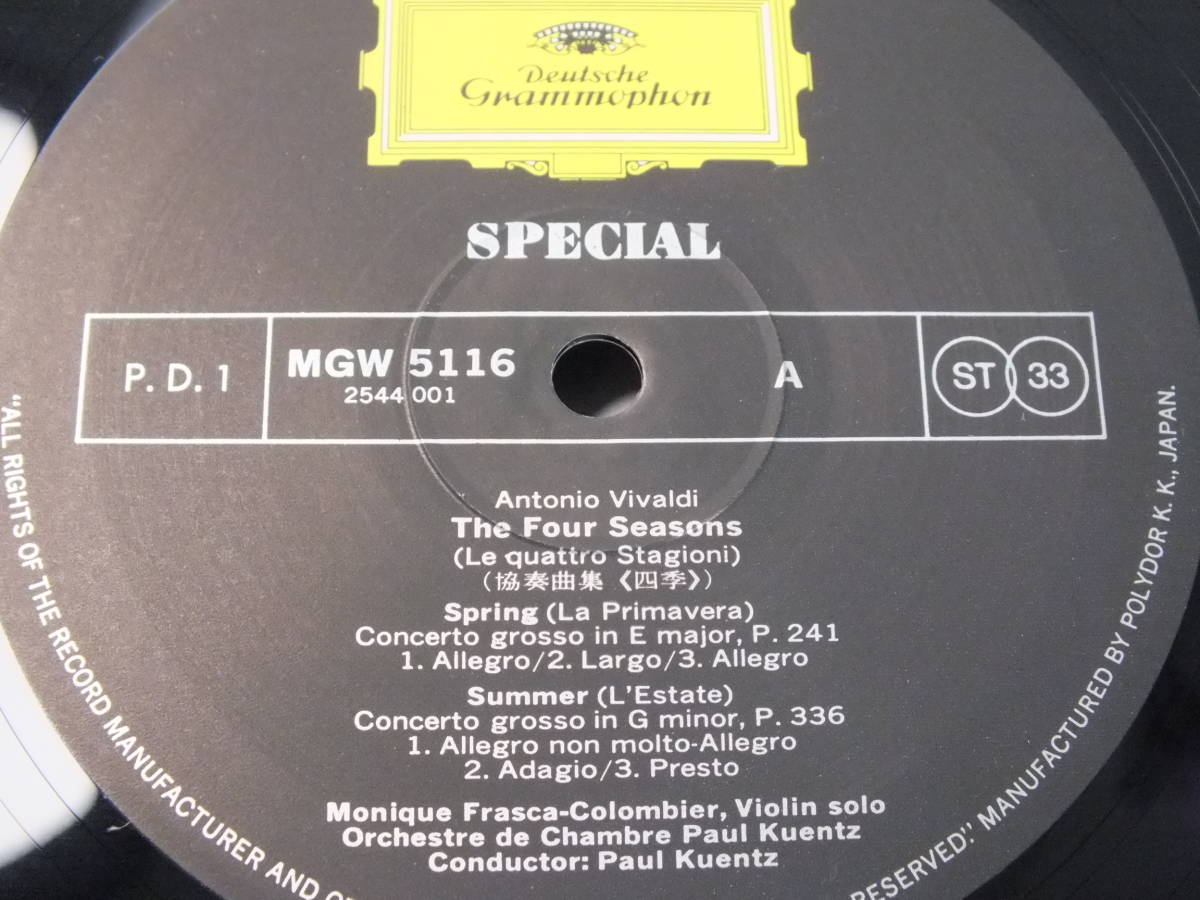 Deutsche
Grammophon
SPECIAL
P. D. 1
MGW 5116
2544 001
A
ST 33
Antonio Vivaldi
The Four Seasons
(Le quattro Stagioni)
(協奏曲集《四季》)
Spring (La Primavera)
Concerto grosso in E major, P. 241
1. Allegro/2. Largo/3. Allegro
Summer (L'Estate)
Concerto grosso in G minor, P. 336
1. Allegro non molto-Allegro
2. Adagio/3. Presto
Monique Frasca-Colombier, Violin solo
Orchestre de Chambre Paul Kuentz
Conductor: Paul Kuentz
"ALL RIGHTS OF THE RECORD MANUFACTURER AND
RESERVED." MANUFACTURED BY POLYDOR K. K., JAPAN.